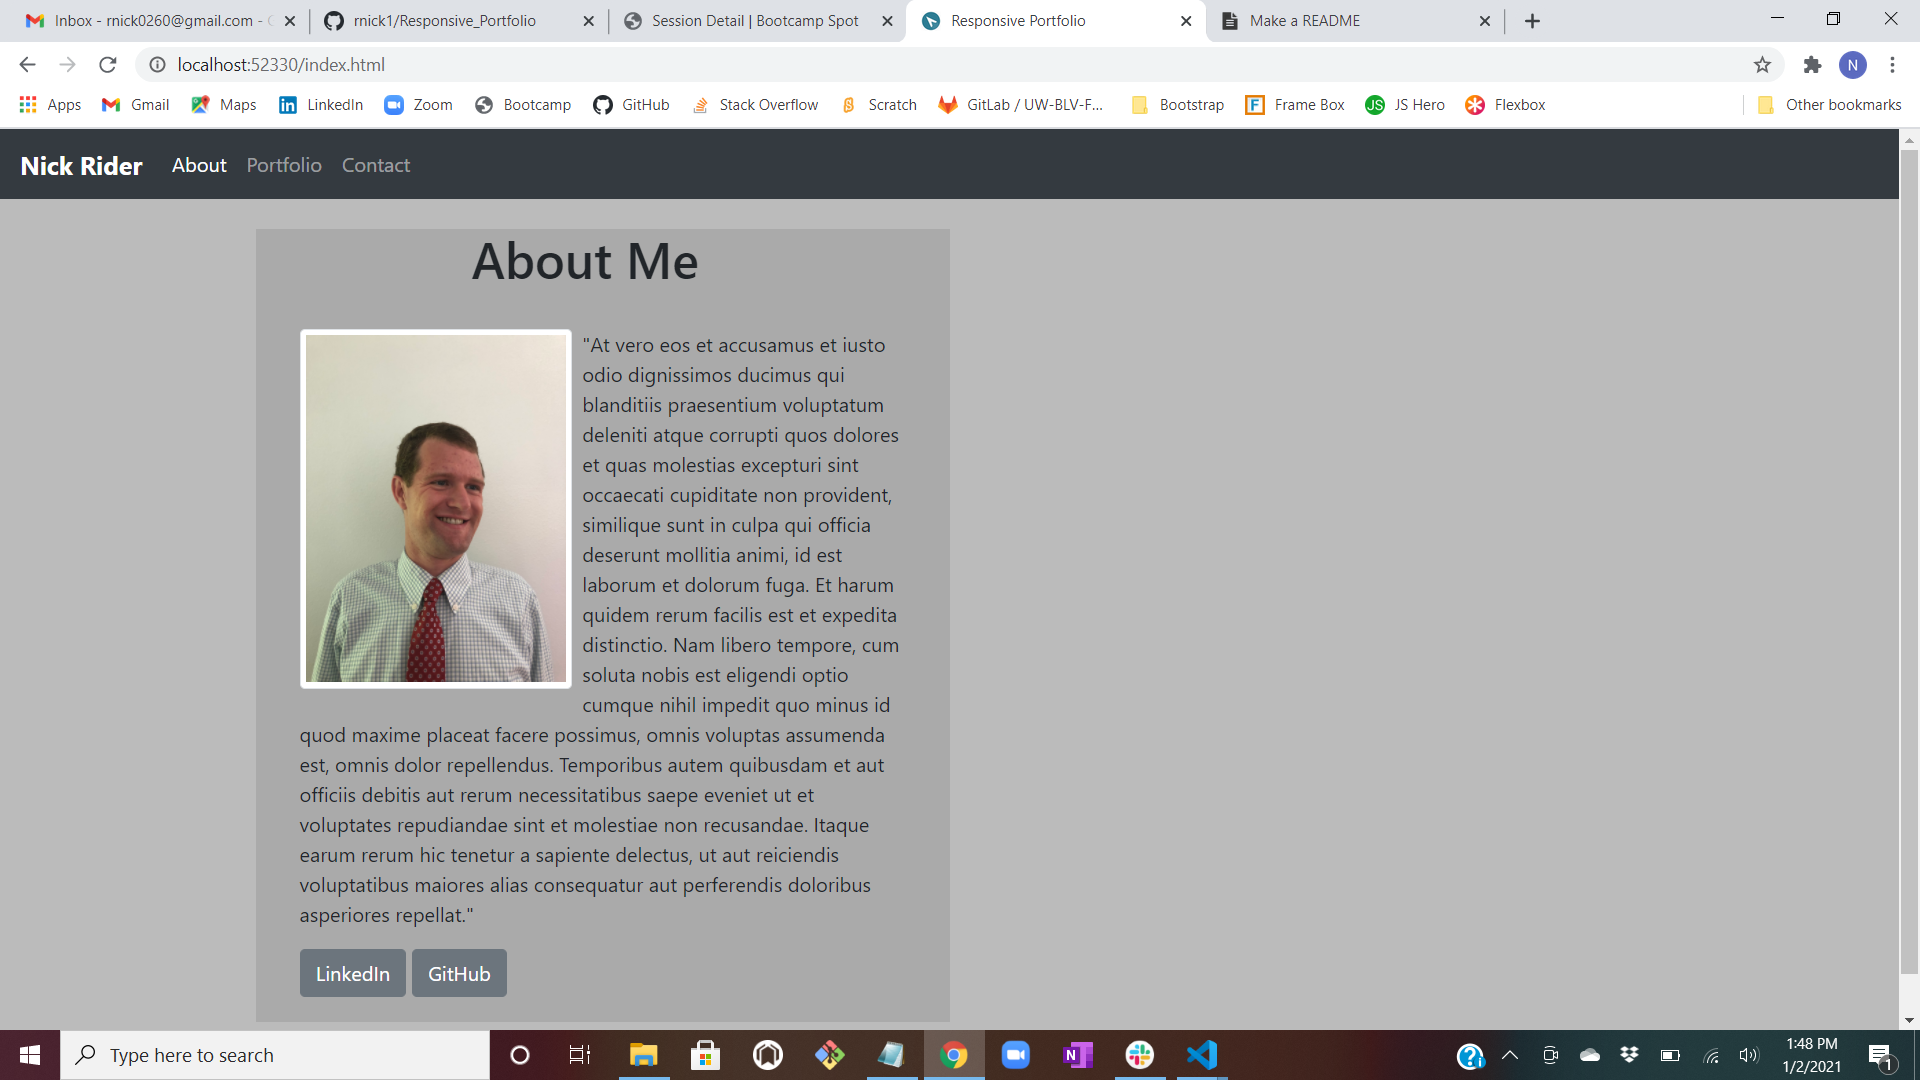 Inbox - rnick0260@gmail.com -
rnick1/Responsive_Portfolio
Session Detail | Bootcamp Spot
Responsive Portfolio
Make a README
localhost:52330/index.html
N
Apps
Gmail
Maps
LinkedIn
Zoom
Bootcamp
GitHub
Stack Overflow
Scratch
GitLab / UW-BLV-F...
Bootstrap
Frame Box
JS Hero
Flexbox
Other bookmarks
Nick Rider
About
Portfolio
Contact
About Me
"At vero eos et accusamus et iusto
odio dignissimos ducimus qui
blanditiis praesentium voluptatum
deleniti atque corrupti quos dolores
et quas molestias excepturi sint
occaecati cupiditate non provident,
similique sunt in culpa qui officia
deserunt mollitia animi, id est
laborum et dolorum fuga. Et harum
quidem rerum facilis est et expedita
distinctio. Nam libero tempore, cum
soluta nobis est eligendi optio
cumque nihil impedit quo minus id
quod maxime placeat facere possimus, omnis voluptas assumenda
est, omnis dolor repellendus. Temporibus autem quibusdam et aut
officiis debitis aut rerum necessitatibus saepe eveniet ut et
voluptates repudiandae sint et molestiae non recusandae. Itaque
earum rerum hic tenetur a sapiente delectus, ut aut reiciendis
voluptatibus maiores alias consequatur aut perferendis doloribus
asperiores repellat."
LinkedIn
GitHub
Type here to search
1:48 PM
1/2/2021
1